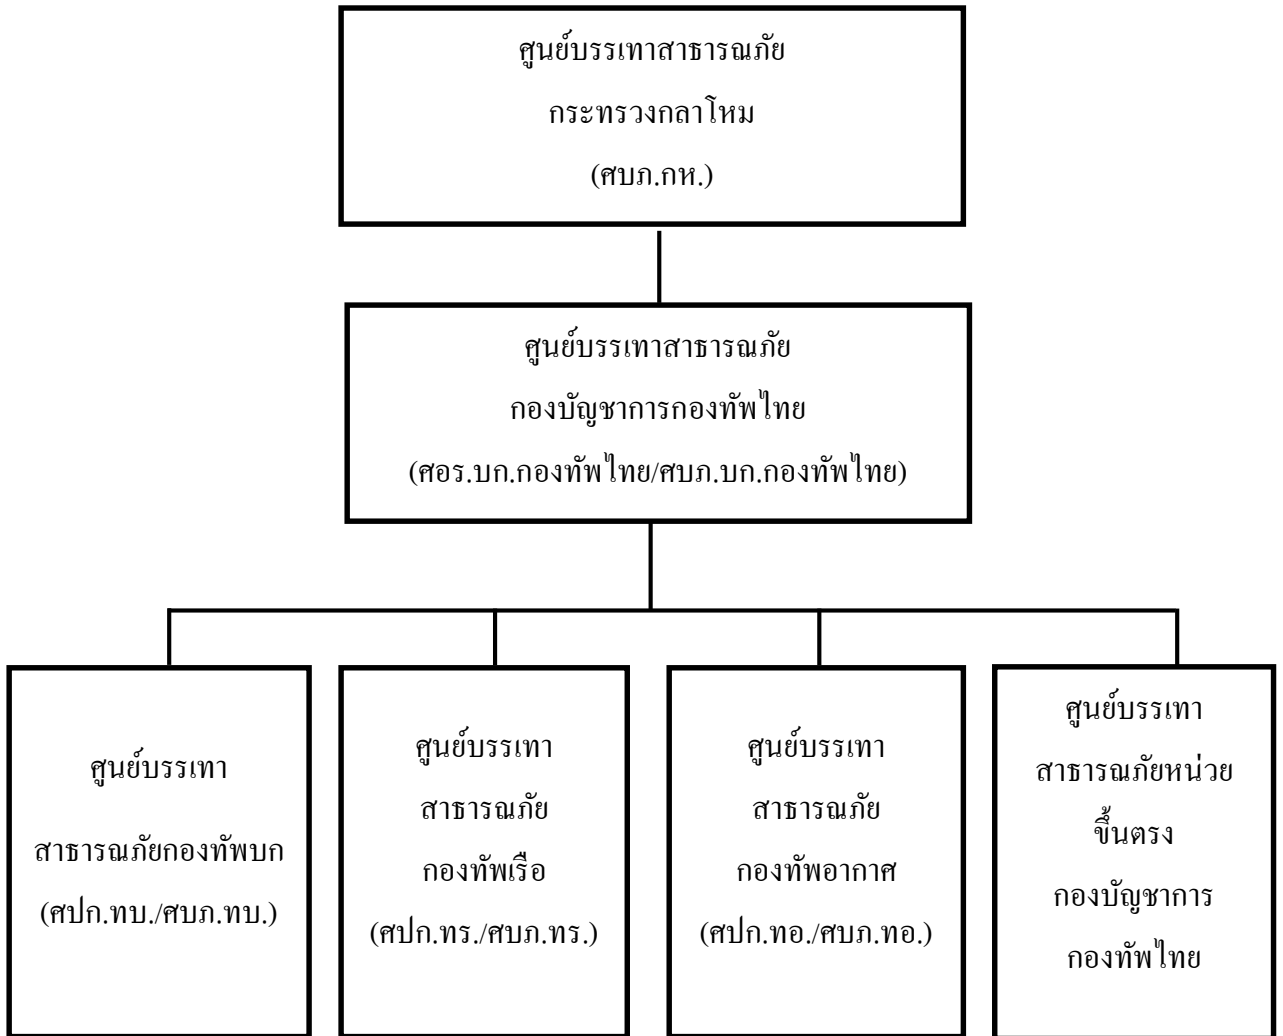 ศูนย์บรรเทาสาธารณภัย
กระทรวงกลาโหม
(ศบภ.กห.)
ศูนย์บรรเทาสาธารณภัย
กองบัญชาการกองทัพไทย
(ศอร.บก.กองทัพไทย/ศบภ.บก.กองทัพไทย)
ศูนย์บรรเทา
สาธารณภัยกองทัพบก
(ศปก.ทบ./ศบภ.ทบ.)
ศูนย์บรรเทา
สาธารณภัย
กองทัพเรือ
(ศปก.ทร./ศบภ.ทร.)
ศูนย์บรรเทา
สาธารณภัย
กองทัพอากาศ
(ศปก.ทอ./ศบภ.ทอ.)
ศูนย์บรรเทา
สาธารณภัยหน่วย
ขึ้นตรง
กองบัญชาการ
กองทัพไทย